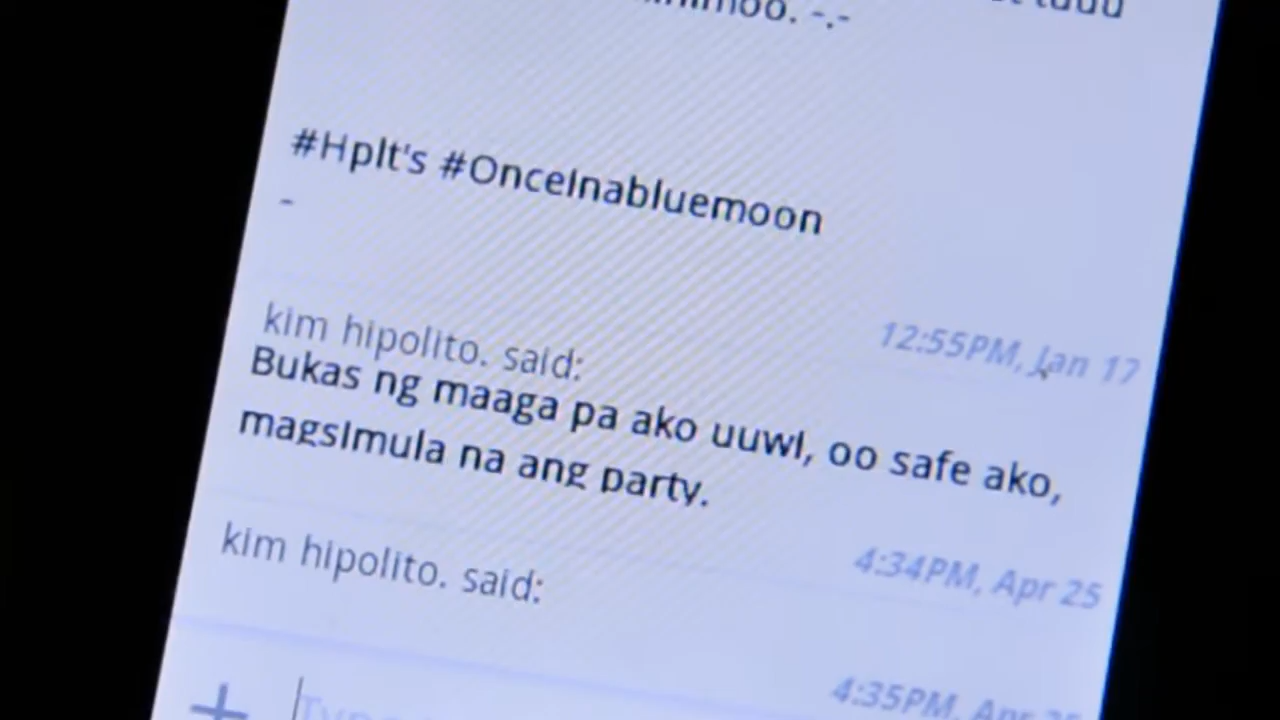 -.-
#HpIt's #OnceInabluemoon
-
12:55PM, Jan 17
kim hipolito. said:
Bukas ng maaga pa ako uuwI, oo safe ako,
magsImula na ang party.
4:34PM, Apr 25
kim hipolito. said:
4:35PM, Apr 25
+